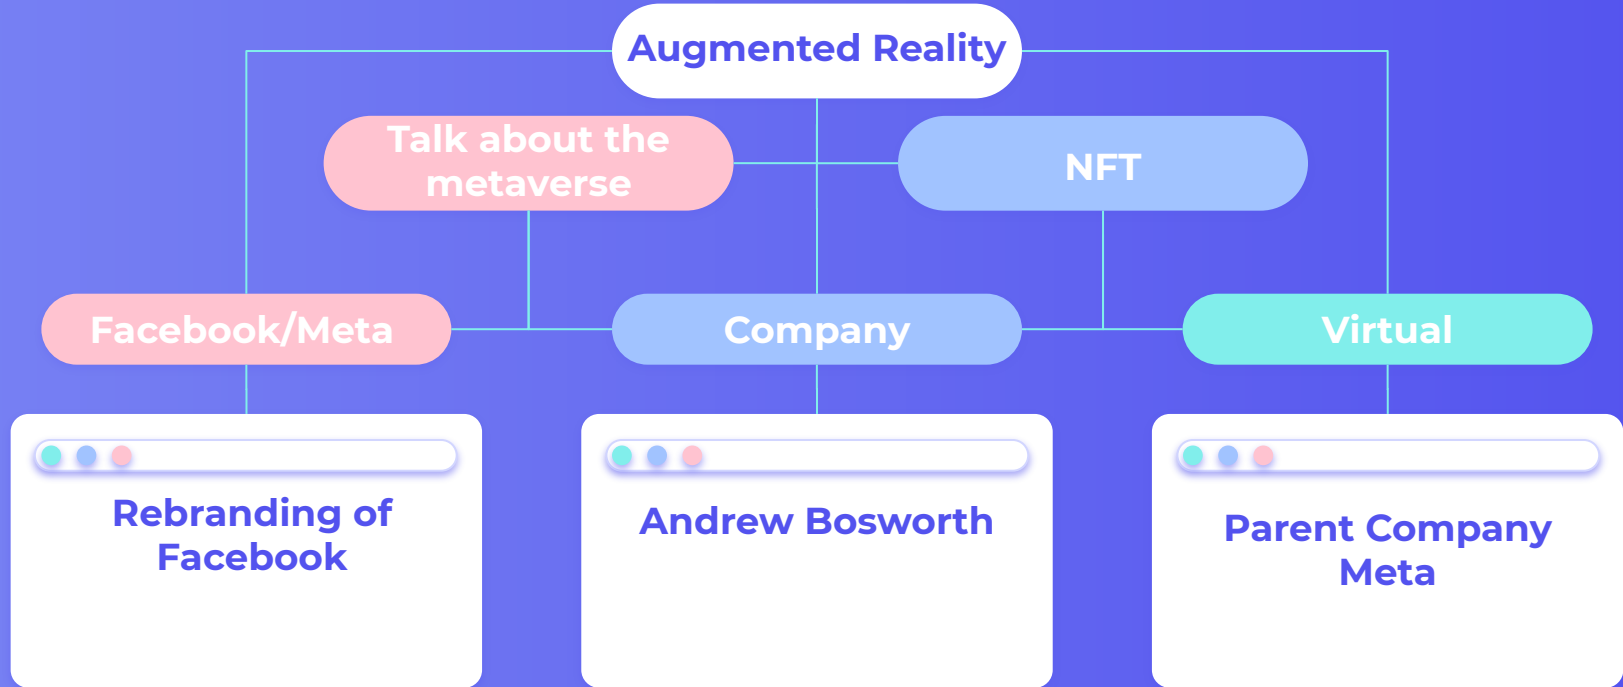 Augmented Reality
Talk about the
metaverse
NFT
Facebook/Meta
Company
Virtual
Rebranding of
Facebook
Andrew Bosworth
Parent Company
Meta